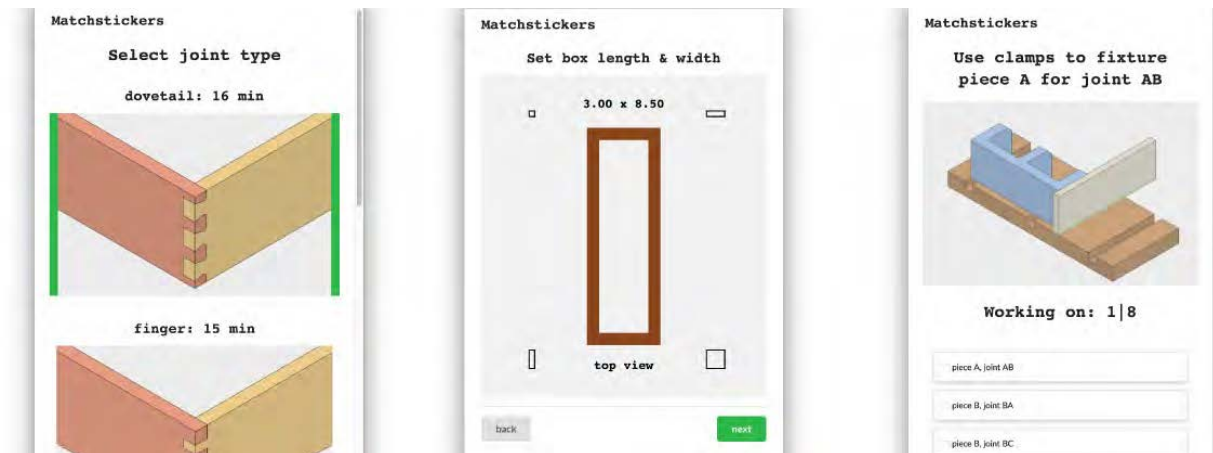 Matchstickers
Select joint type
dovetail: 16 min
finger: 15 min
Matchstickers
Set box length & width
3.00 x 8.50
top view
back
next
Matchstickers
Use clamps to fixture
piece A for joint AB
Working on: 1|8
piece A, joint AB
piece B, joint BA
piece B, joint BC